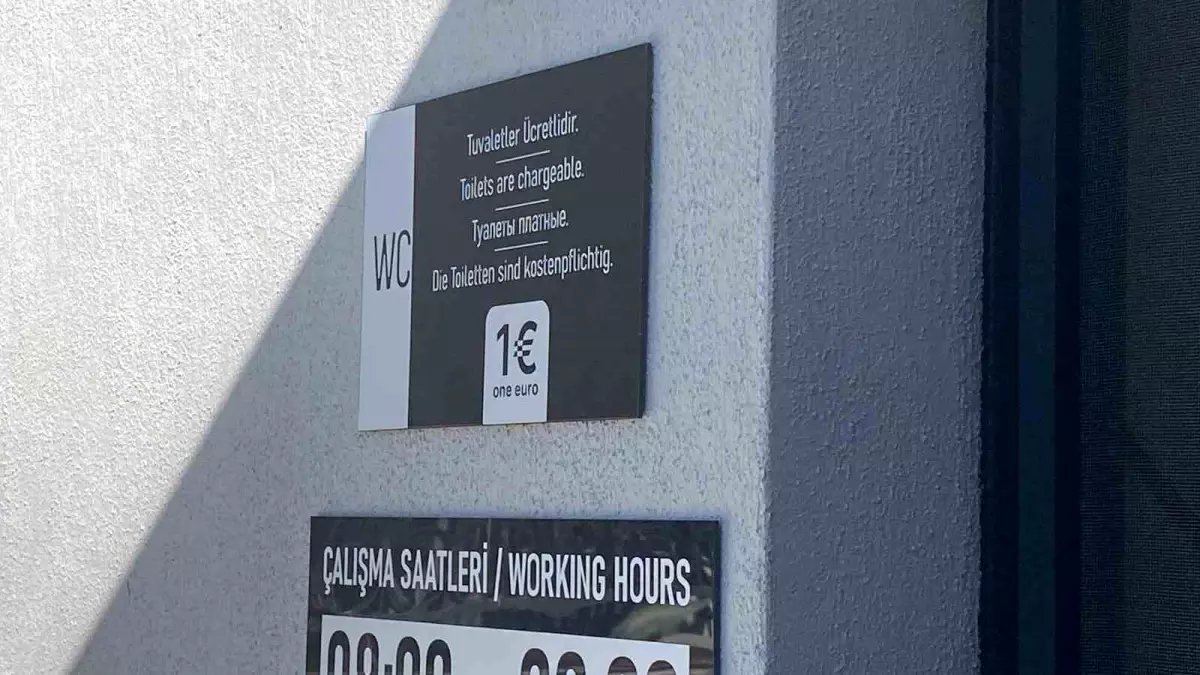 WC
Tuvaletler Ücretlidir.
Toilets are chargeable.
Туалеты платные.
Die Toiletten sind kostenpflichtig.
1€
one euro
ÇALIŞMA SAATLERİ / WORKING HOURS